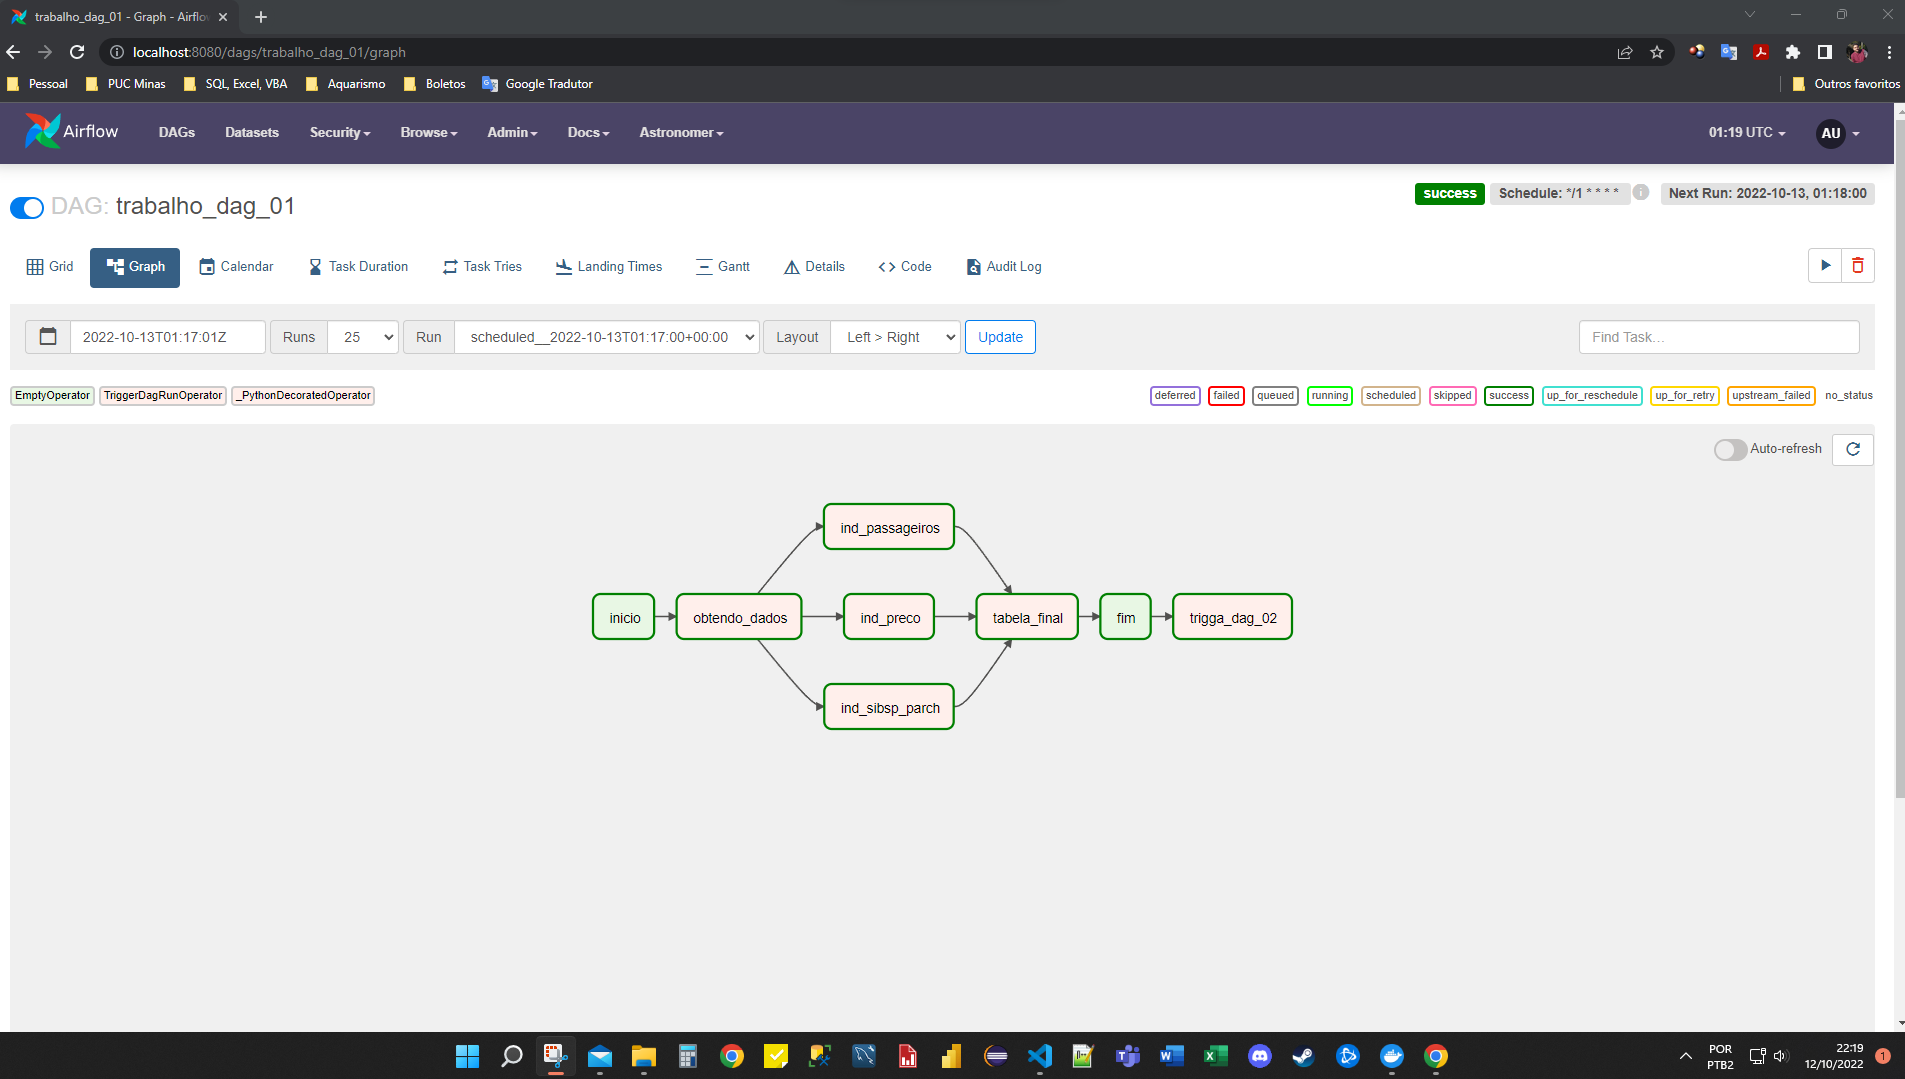 trabalho_dag_01 - Graph - Airflo
localhost:8080/dags/trabalho_dag_01/graph
Pessoal
PUC Minas
SQL, Excel, VBA
Aquarismo
Boletos
Google Tradutor
Outros favoritos
Airflow
DAGs
Datasets
Security
Browse
Admin
Docs
Astronomer
01:19 UTC
AU
DAG: trabalho_dag_01
success
Schedule: */1 * * * *
i
Next Run: 2022-10-13, 01:18:00
Grid
Graph
Calendar
Task Duration
Task Tries
Landing Times
Gantt
Details
Code
Audit Log
2022-10-13T01:17:01Z
Runs
25
Run
scheduled__2022-10-13T01:17:00+00:00
Layout
Left > Right
Update
Find Task...
EmptyOperator
TriggerDagRunOperator
_PythonDecoratedOperator
deferred
failed
queued
running
scheduled
skipped
success
up_for_reschedule
up_for_retry
upstream_failed
no_status
Auto-refresh
ind_passageiros
inicio
obtendo_dados
ind_preco
tabela_final
fim
trigga_dag_02
ind_sibsp_parch
POR
PTB2
22:19
12/10/2022
1